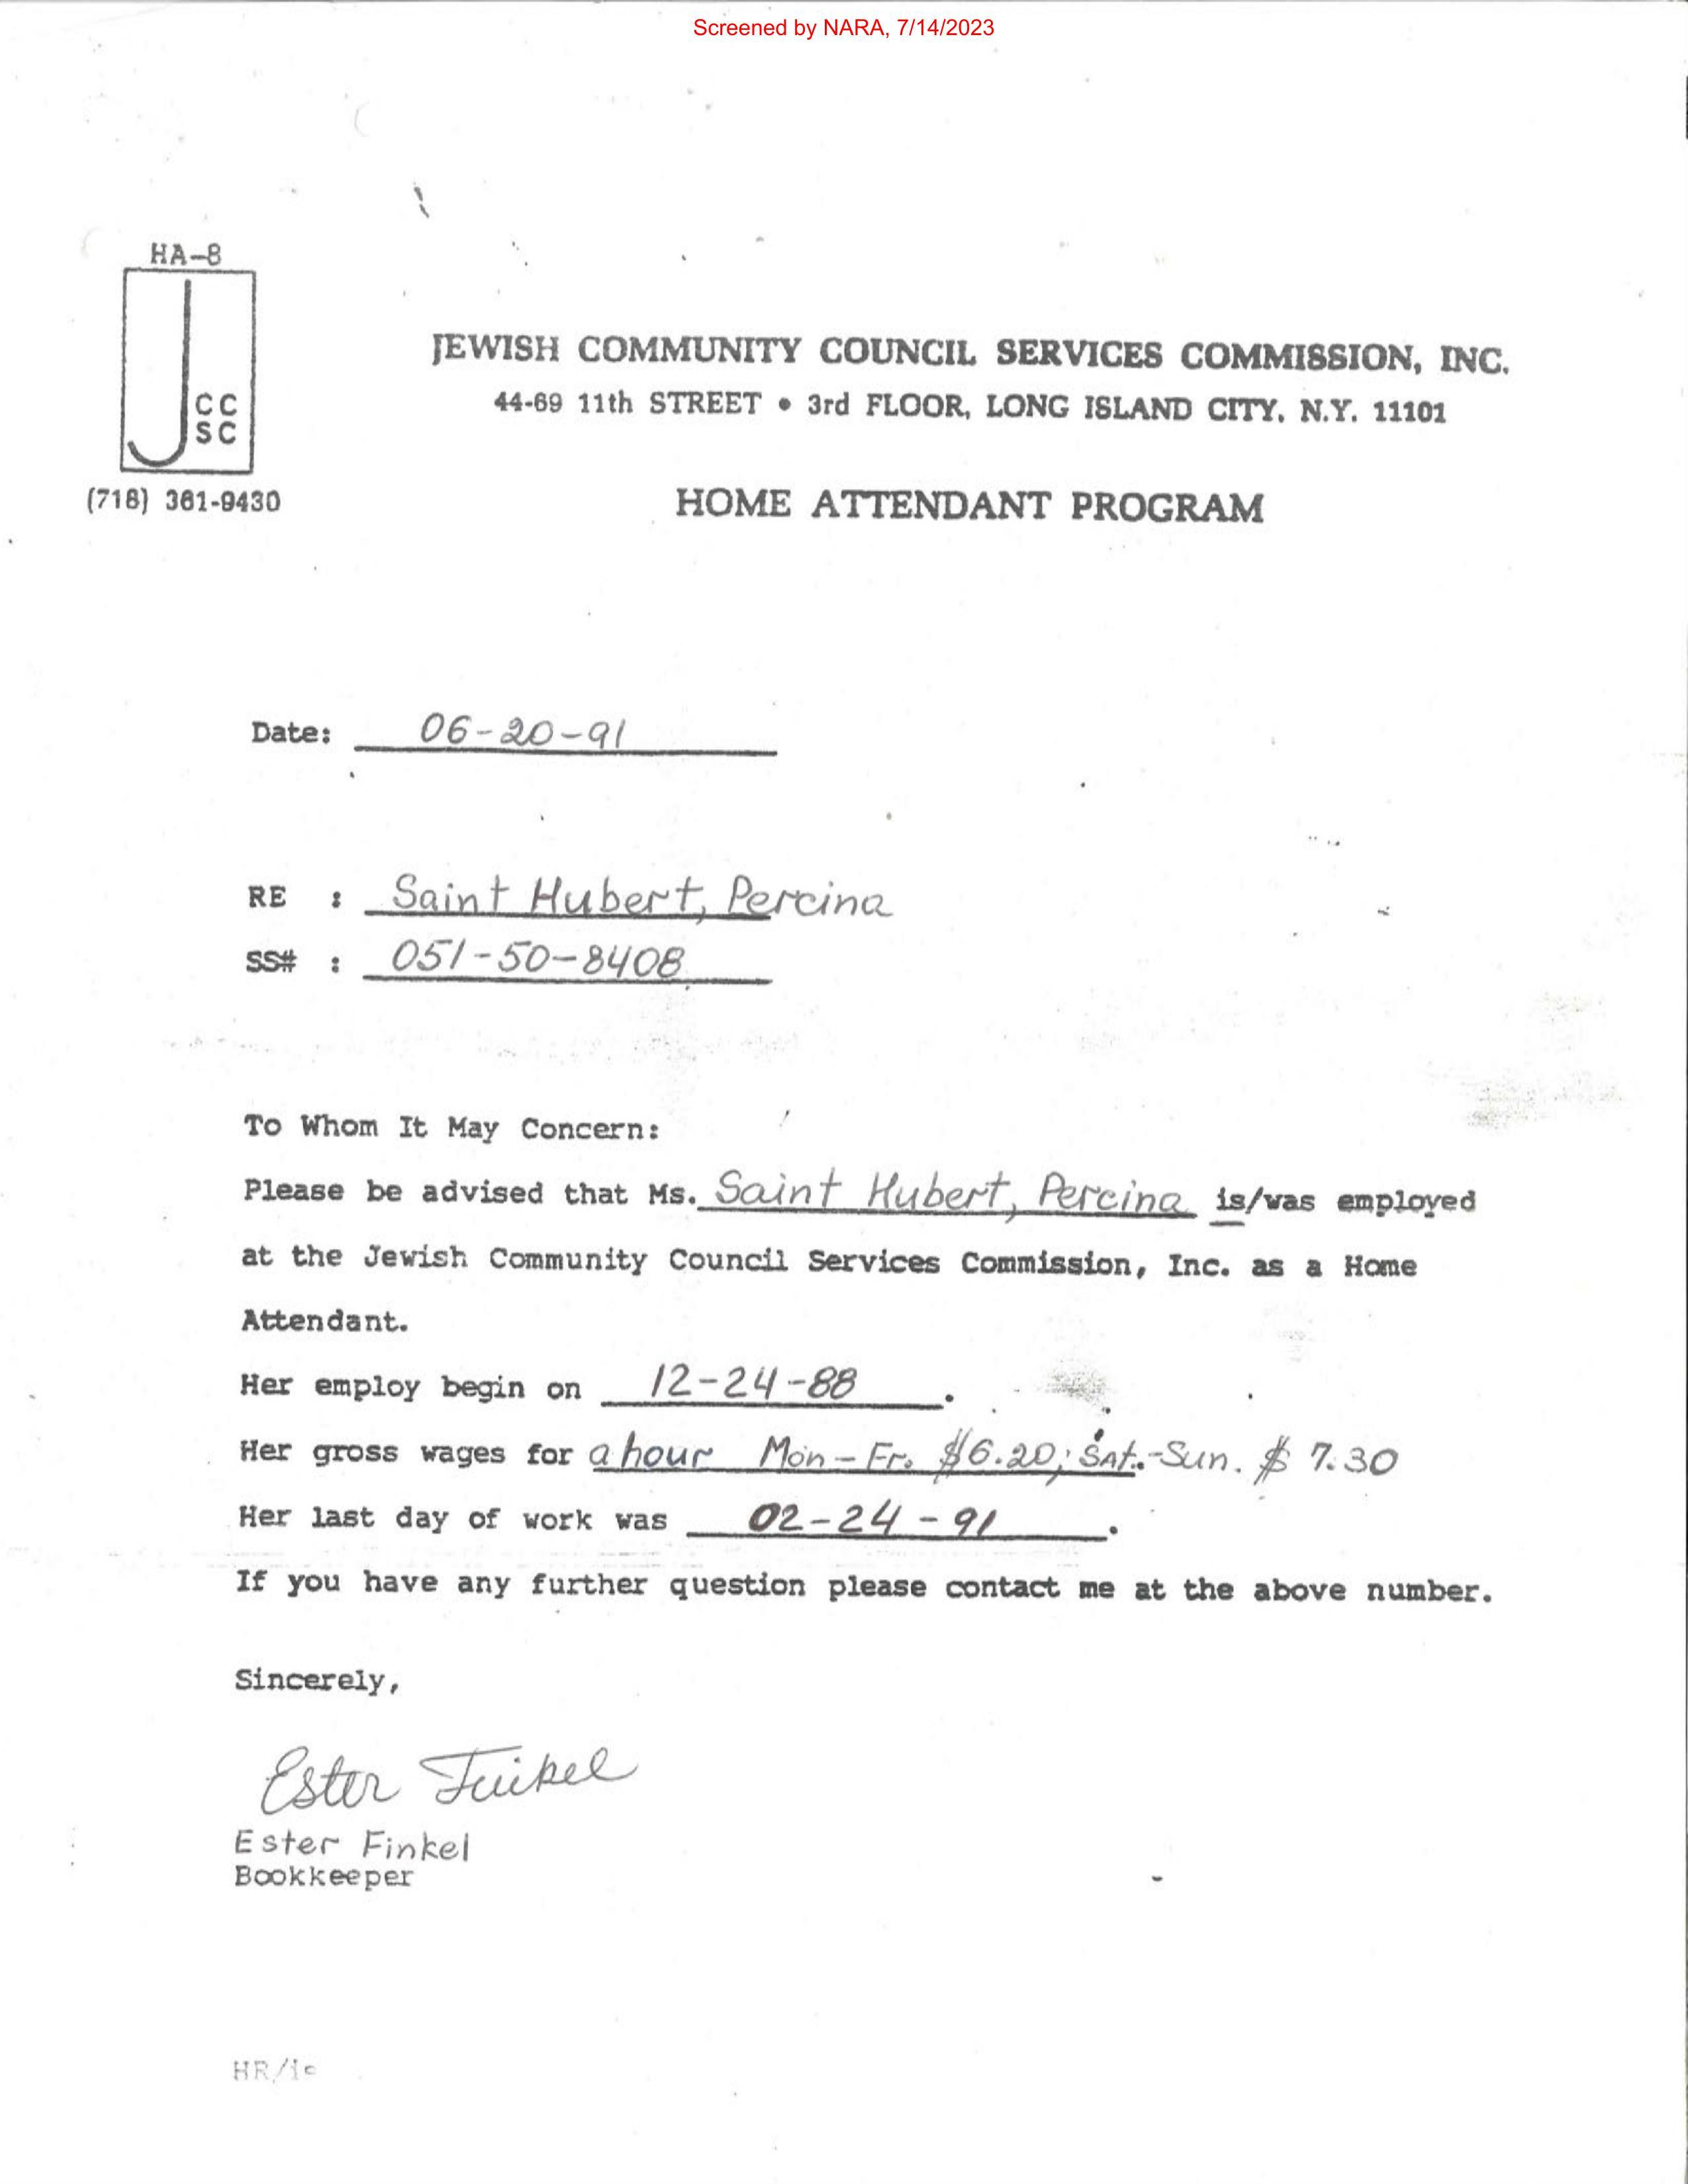 Screened by NARA, 7/14/2023
HA-8
J CC
SC
(718) 361-9430
JEWISH COMMUNITY COUNCIL SERVICES COMMISSION, INC.
44-69 11th STREET • 3rd FLOOR, LONG ISLAND CITY, N.Y. 11101
HOME ATTENDANT PROGRAM
Date: 06-20-91
RE : Saint Hubert, Percina
SS# : 051-50-8408
To Whom It May Concern:
Please be advised that Ms. Saint Hubert, Percina is/was employed
at the Jewish Community Council Services Commission, Inc. as a Home
Attendant.
Her employ begin on 12-24-88.
Her gross wages for a hour Mon-Fr. $6.20; Sat.-Sun. $ 7.30
Her last day of work was 02-24-91.
If you have any further question please contact me at the above number.
Sincerely,
Ester Finkel
Ester Finkel
Bookkeeper